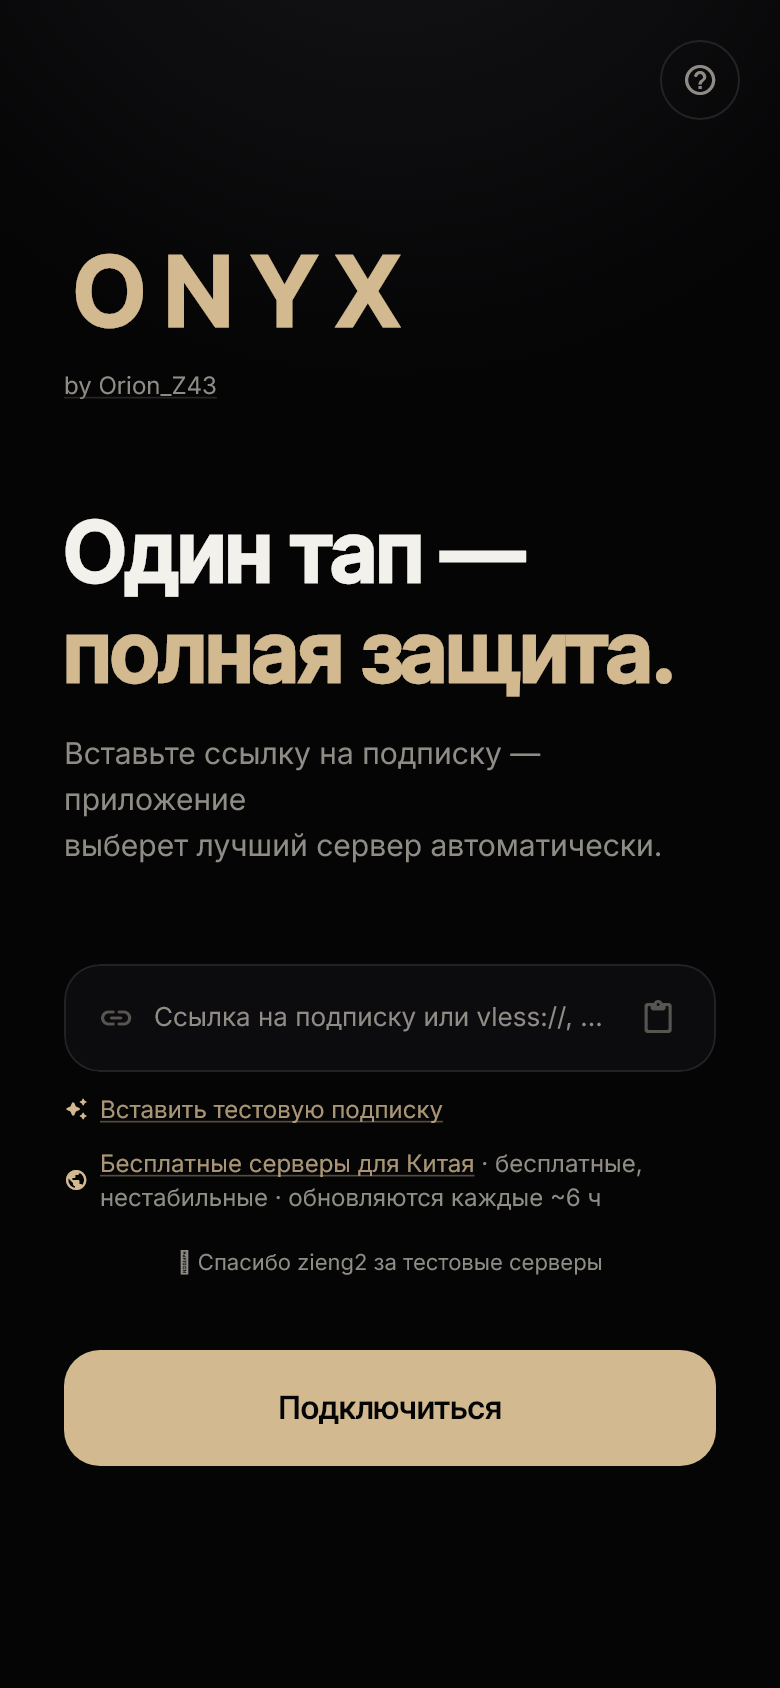 ONYX
by Orion_Z43
Один тап —
полная защита.
Вставьте ссылку на подписку —
приложение
выберет лучший сервер автоматически.
Ссылка на подписку или vless://, ...
Вставить тестовую подписку
Бесплатные серверы для Китая · бесплатные,
нестабильные · обновляются каждые ~6 ч
Спасибо zieng2 за тестовые серверы
Подключиться